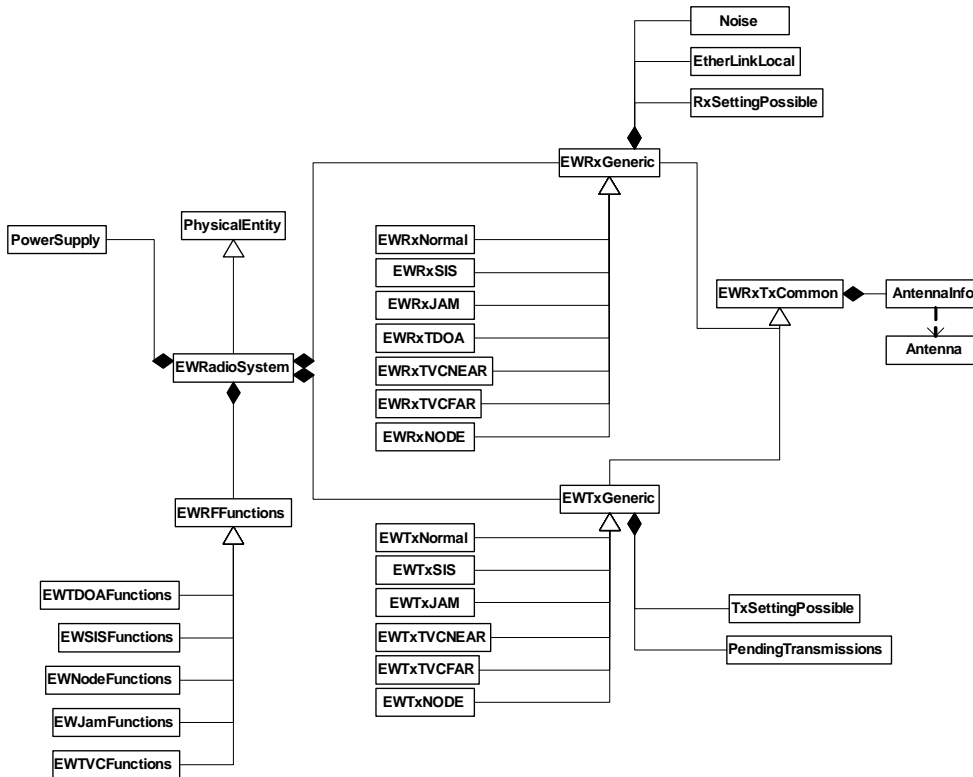 Noise
EtherLinkLocal
RxSettingPossible
EWRxGeneric
PhysicalEntity
PowerSupply
EWRxNormal
EWRxSIS
EWRxJAM
EWRxTDOA
EWRxTVCNEAR
EWRxTVCFAR
EWRxNODE
EWRxTxCommon
AntennaInfo
Antenna
EWRadioSystem
EWRFFunctions
EWTxGeneric
EWTxNormal
EWTxSIS
EWTxJAM
EWTxTVCNEAR
EWTxTVCFAR
EWTxNODE
TxSettingPossible
PendingTransmissions
EWTDOAFunctions
EWSISFunctions
EWNodeFunctions
EWJamFunctions
EWTVCFunctions